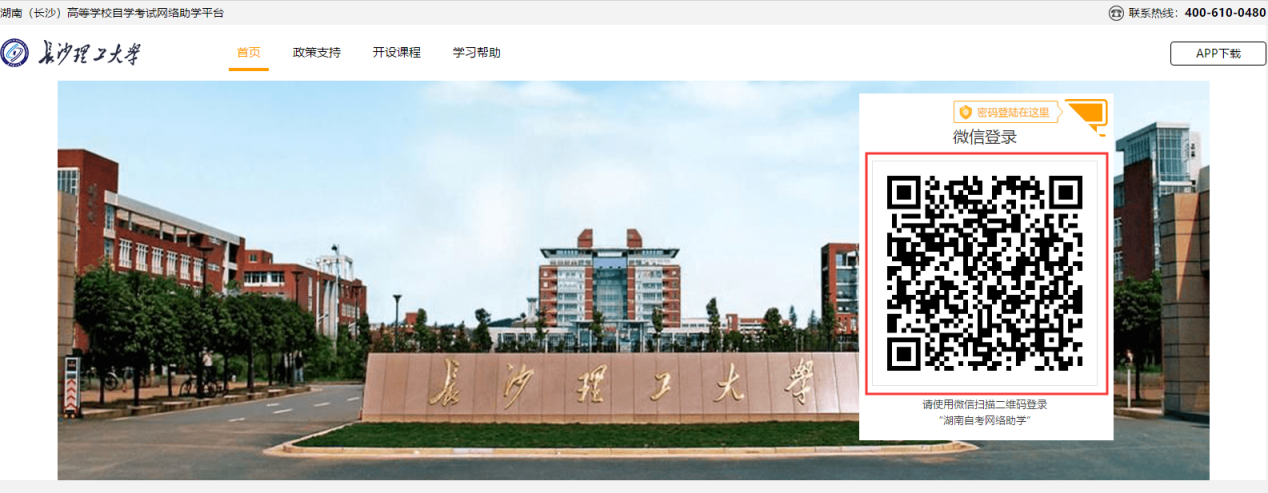 湖南（长沙）高等学校自学考试网络助学平台
联系热线：400-610-0480
长沙理工大学
首页 政策支持 开设课程 学习帮助
APP下载
密码登陆在这里
微信登录
长沙理工大學
请使用微信扫描二维码登录
“湖南自考网络助学”